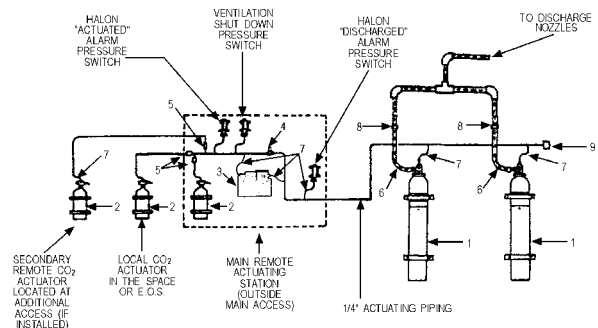 HALON
"ACTUATED"
ALARM
PRESSURE
SWITCH
VENTILATION
SHUT DOWN
PRESSURE
SWITCH
HALON
"DISCHARGED"
ALARM
PRESSURE
SWITCH
TO DISCHARGE
NOZZLES
5
4
8
8
9
7
5
3
7
7
7
6
6
2
2
2
1
1
SECONDARY
REMOTE CO2
ACTUATOR
LOCATED AT
ADDITIONAL
ACCESS (IF
INSTALLED)
LOCAL CO2
ACTUATOR
IN THE SPACE
OR E.O.S.
MAIN REMOTE
ACTUATING
STATION
(OUTSIDE
MAIN ACCESS)
1/4" ACTUATING PIPING